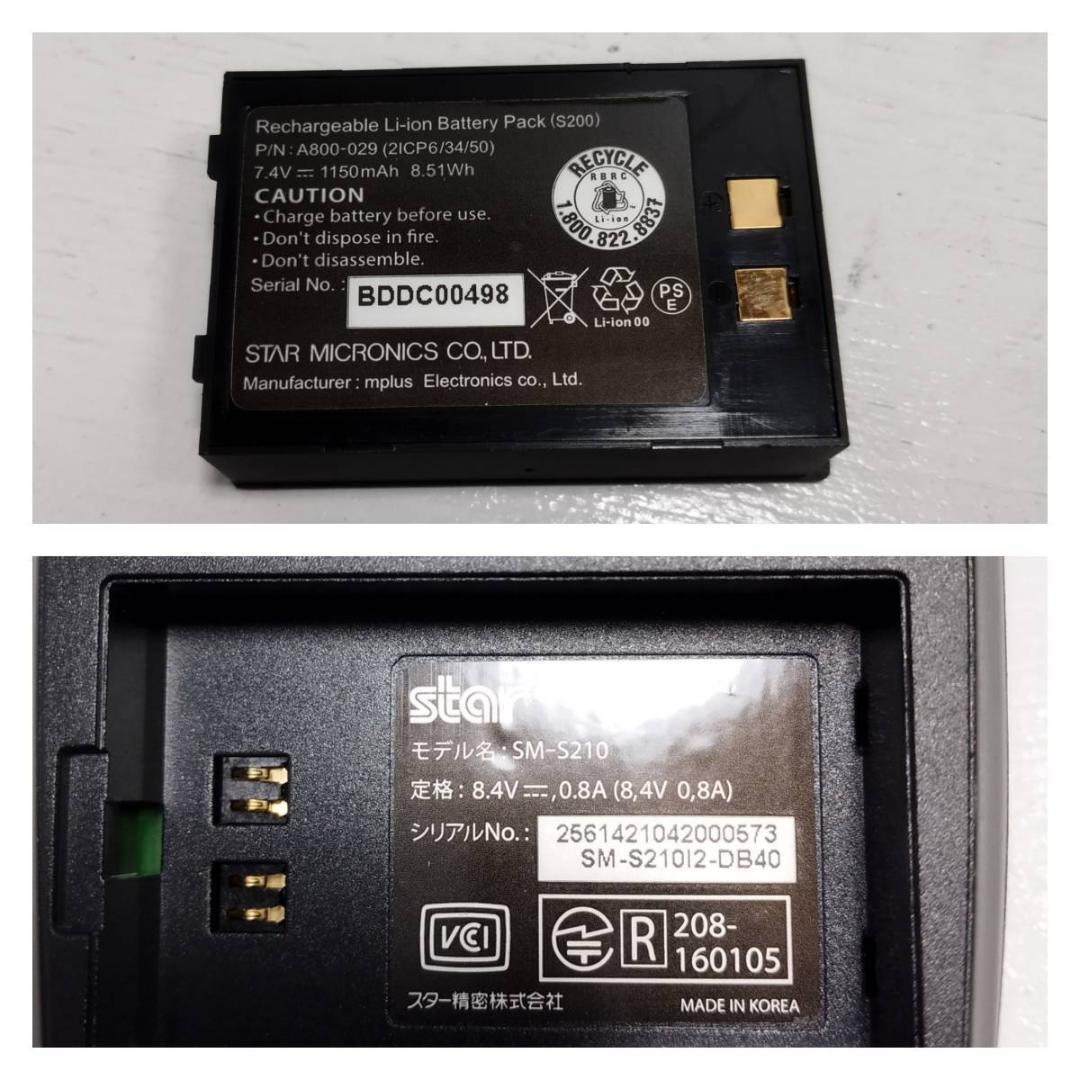 Rechargeable Li-ion Battery Pack (S200)
P/N : A800-029 (2ICP6/34/50)
7.4V⎓ 1150mAh 8.51Wh
CAUTION
・Charge battery before use.
・Don't dispose in fire.
・Don't disassemble.
Serial No. : BDDC00498
RECYCLE
RBRC
Li-ion
1.800.822.8837
Li-ion 00
PS
E
STAR MICRONICS CO., LTD.
Manufacturer : mplus Electronics co., Ltd.
star
モデル名 : SM-S210
定格 : 8.4V⎓, 0.8A (8,4V 0,8A)
シリアルNo. : 2561421042000573
SM-S210I2-DB40
VCI
R 208-
160105
スター精密株式会社
MADE IN KOREA